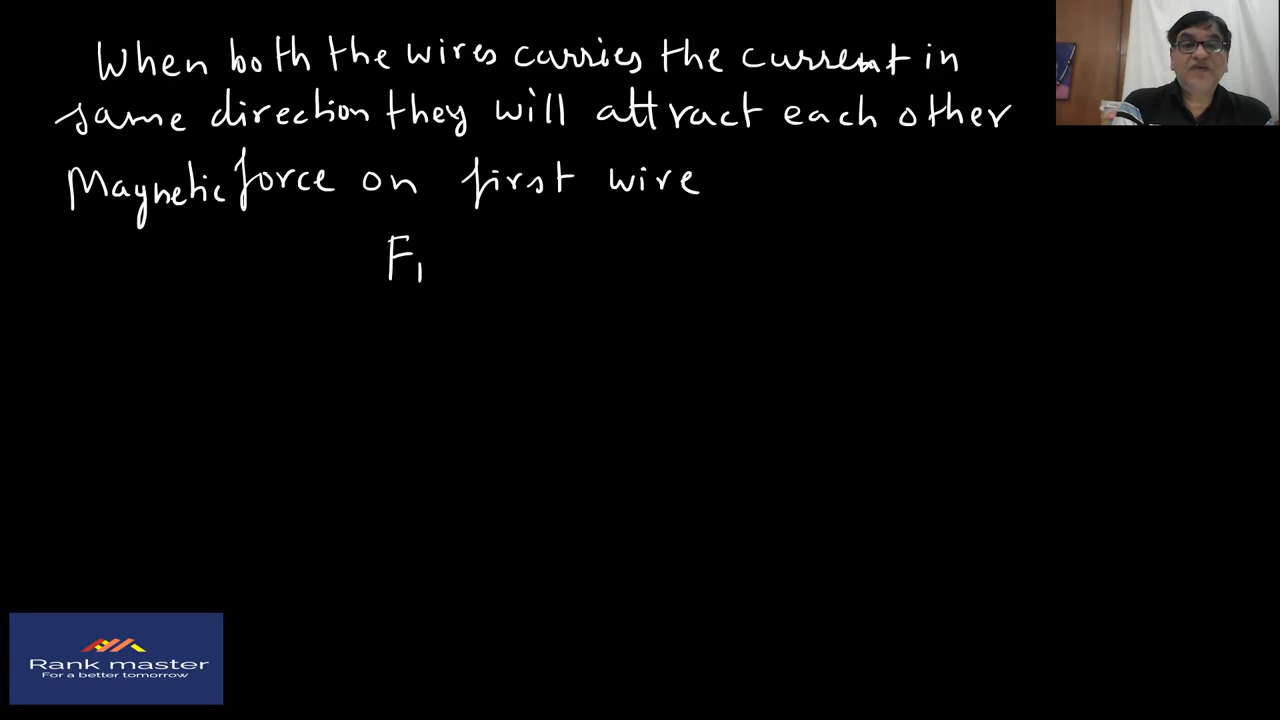 When both the wires carries the current in
same direction they will attract each other
Magnetic force on first wire
F₁
Rank master
For a better tomorrow